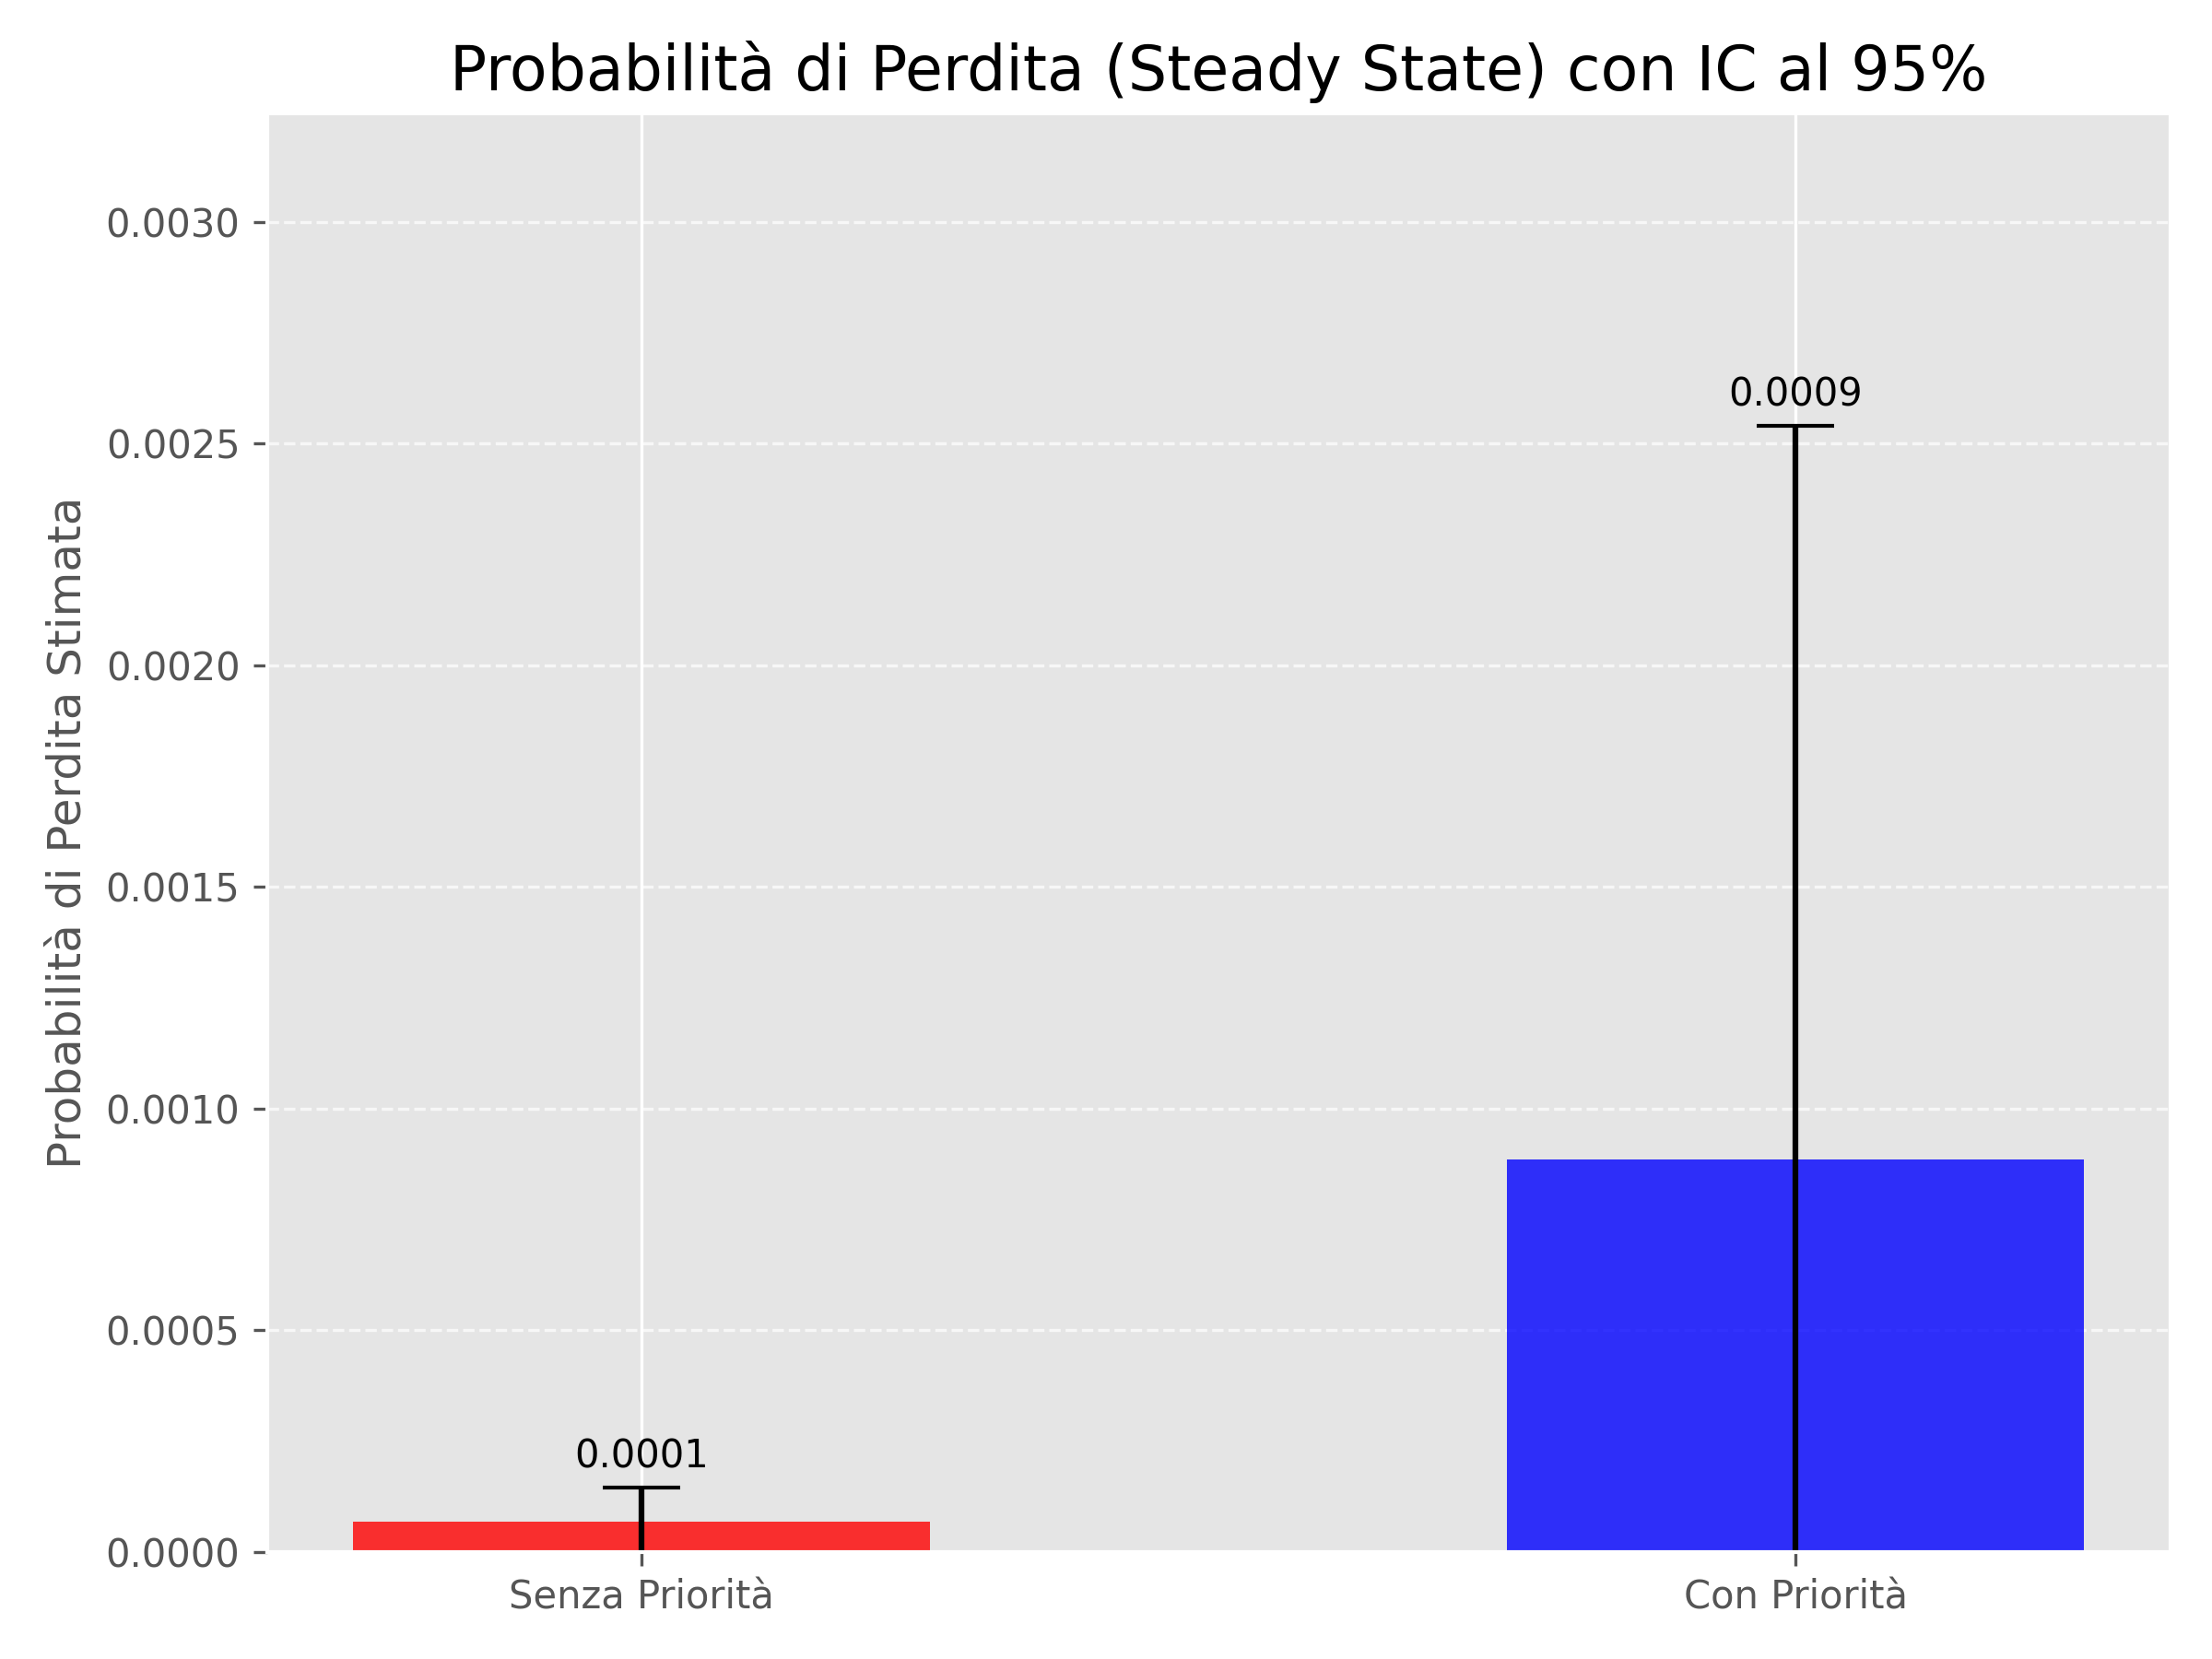 Probabilità di Perdita (Steady State) con IC al 95%
Probabilità di Perdita Stimata
0.0030
0.0025
0.0020
0.0015
0.0010
0.0005
0.0000
0.0009
0.0001
Senza Priorità
Con Priorità